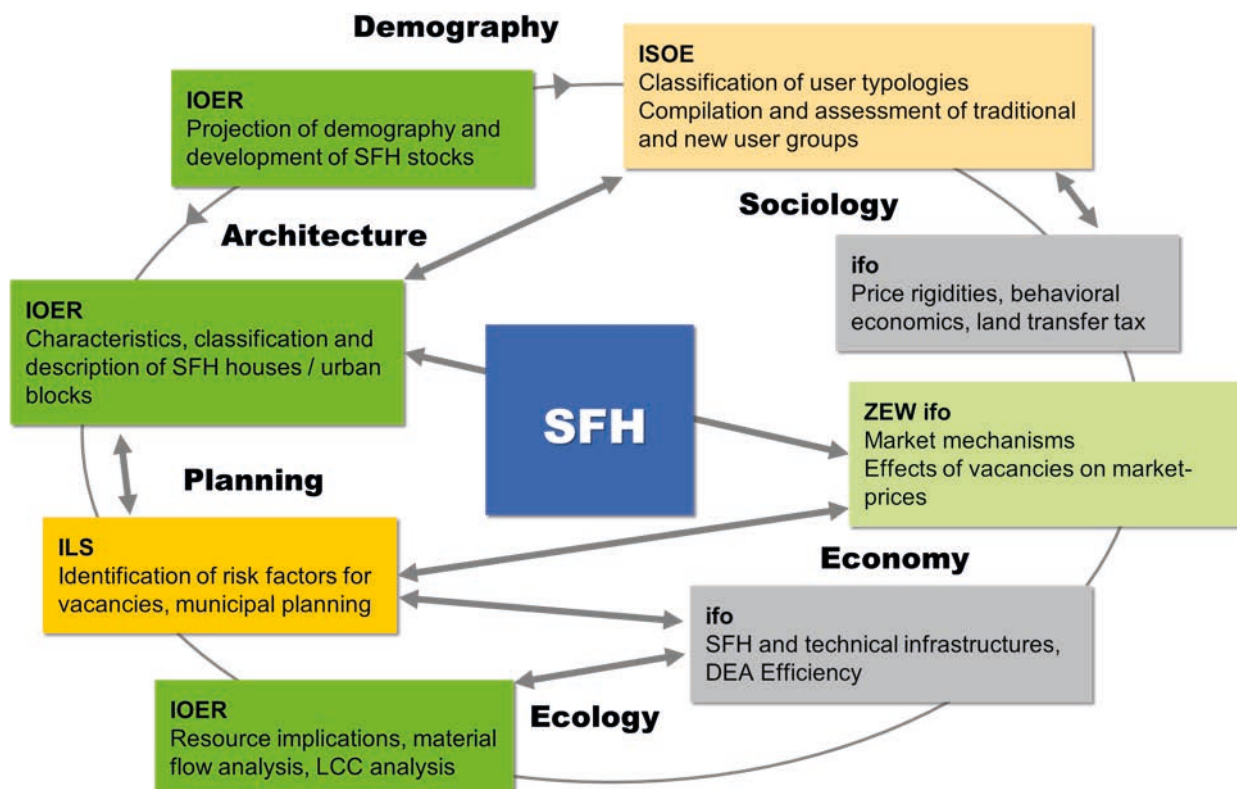 Demography
IOER
Projection of demography and
development of SFH stocks
ISOE
Classification of user typologies
Compilation and assessment of traditional
and new user groups
Sociology
Architecture
ifo
Price rigidities, behavioral
economics, land transfer tax
IOER
Characteristics, classification and
description of SFH houses / urban
blocks
SFH
ZEW ifo
Market mechanisms
Effects of vacancies on market-
prices
Planning
ILS
Identification of risk factors for
vacancies, municipal planning
Economy
ifo
SFH and technical infrastructures,
DEA Efficiency
IOER
Resource implications, material
flow analysis, LCC analysis
Ecology